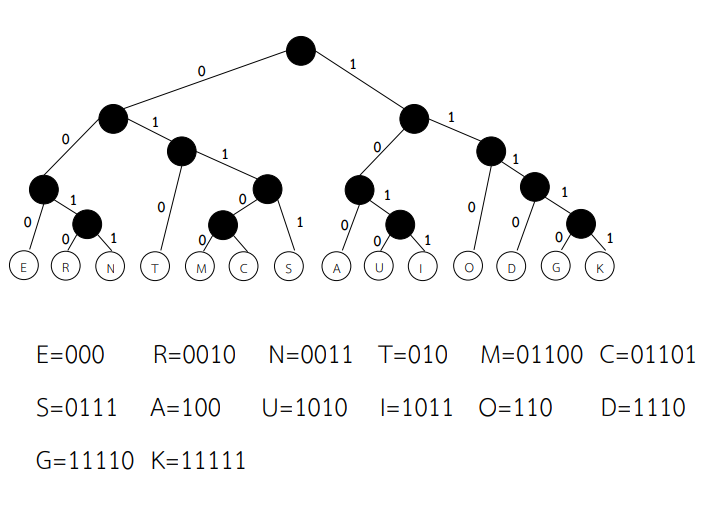 0 1
0 1 0 1
0 1 0 1 0 1 0 1 0 1
0 1 0 0 1 0 1
E R N T M C S A U I O D G K
E=000 R=0010 N=0011 T=010 M=01100 C=01101
S=0111 A=100 U=1010 I=1011 O=110 D=1110
G=11110 K=11111